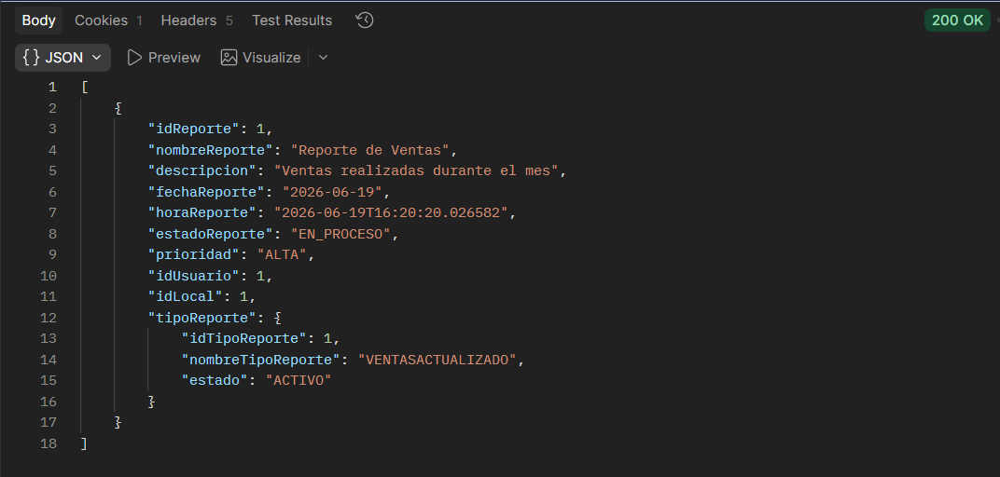 Body Cookies 1 Headers 5 Test Results 200 OK
{} JSON Preview Visualize
1 [
2 {
3 "idReporte": 1,
4 "nombreReporte": "Reporte de Ventas",
5 "descripcion": "Ventas realizadas durante el mes",
6 "fechaReporte": "2026-06-19",
7 "horaReporte": "2026-06-19T16:20:20.026582",
8 "estadoReporte": "EN_PROCESO",
9 "prioridad": "ALTA",
10 "idUsuario": 1,
11 "idLocal": 1,
12 "tipoReporte": {
13 "idTipoReporte": 1,
14 "nombreTipoReporte": "VENTASACTUALIZADO",
15 "estado": "ACTIVO"
16 }
17 }
18 ]